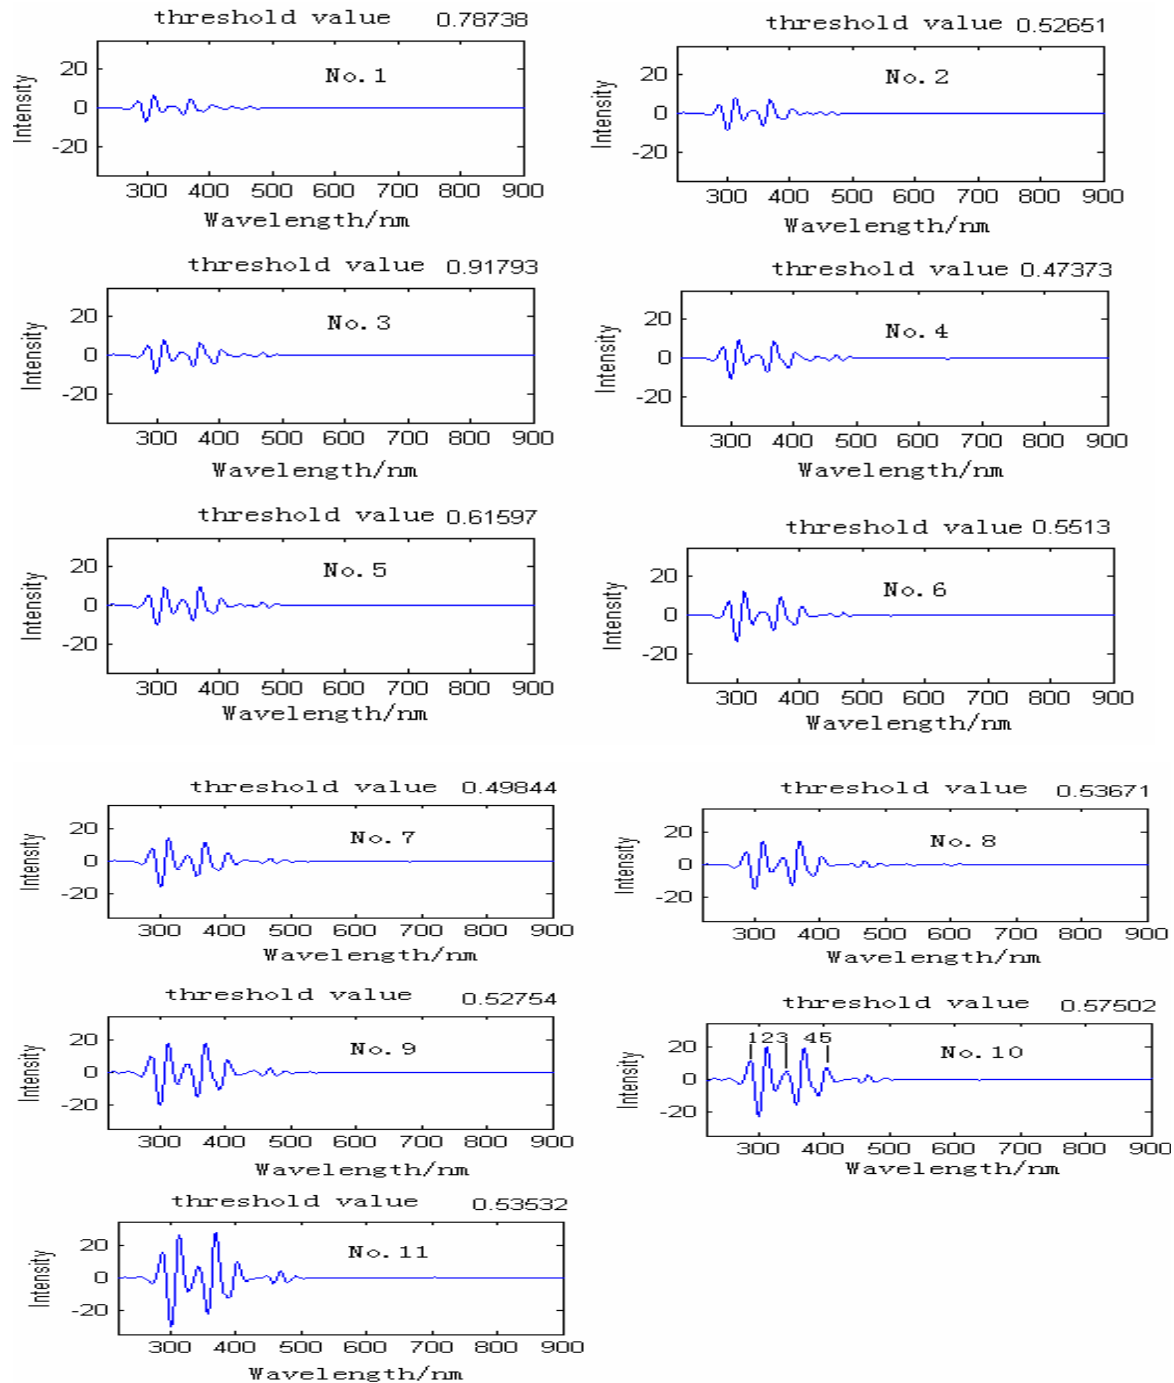 threshold value 0.78738
20
0
-20
Intensity
No.1
300 400 500 600 700 800 900
Wavelength/nm
threshold value 0.52651
20
0
-20
Intensity
No.2
300 400 500 600 700 800 900
Wavelength/nm
threshold value 0.91793
20
0
-20
Intensity
No.3
300 400 500 600 700 800 900
Wavelength/nm
threshold value 0.47373
20
0
-20
Intensity
No.4
300 400 500 600 700 800 900
Wavelength/nm
threshold value 0.61597
20
0
-20
Intensity
No.5
300 400 500 600 700 800 900
Wavelength/nm
threshold value 0.5513
20
0
-20
Intensity
No.6
300 400 500 600 700 800 900
Wavelength/nm
threshold value 0.49844
20
0
-20
Intensity
No.7
300 400 500 600 700 800 900
Wavelength/nm
threshold value 0.53671
20
0
-20
Intensity
No.8
300 400 500 600 700 800 900
Wavelength/nm
threshold value 0.52754
20
0
-20
Intensity
No.9
300 400 500 600 700 800 900
Wavelength/nm
threshold value 0.57502
20
0
-20
Intensity
123 45
No.10
300 400 500 600 700 800 900
Wavelength/nm
threshold value 0.53532
20
0
-20
Intensity
No.11
300 400 500 600 700 800 900
Wavelength/nm